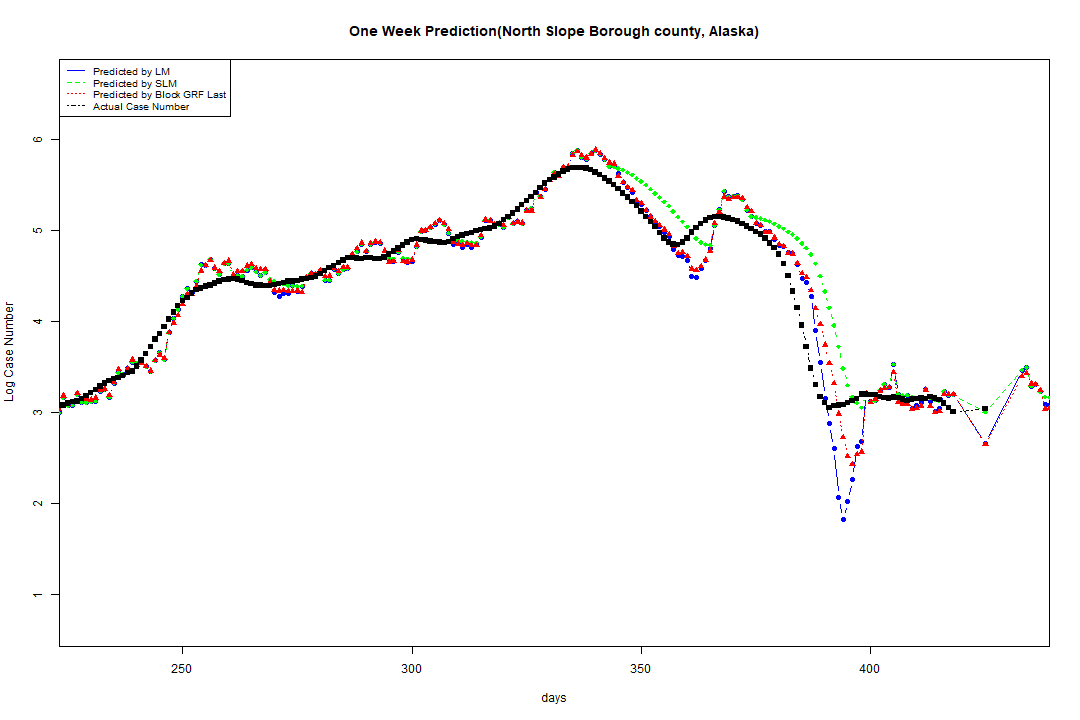 One Week Prediction(North Slope Borough county, Alaska)
Predicted by LM
Predicted by SLM
Predicted by Block GRF Last
Actual Case Number
6
5
4
3
2
1
Log Case Number
250 300 350 400
days